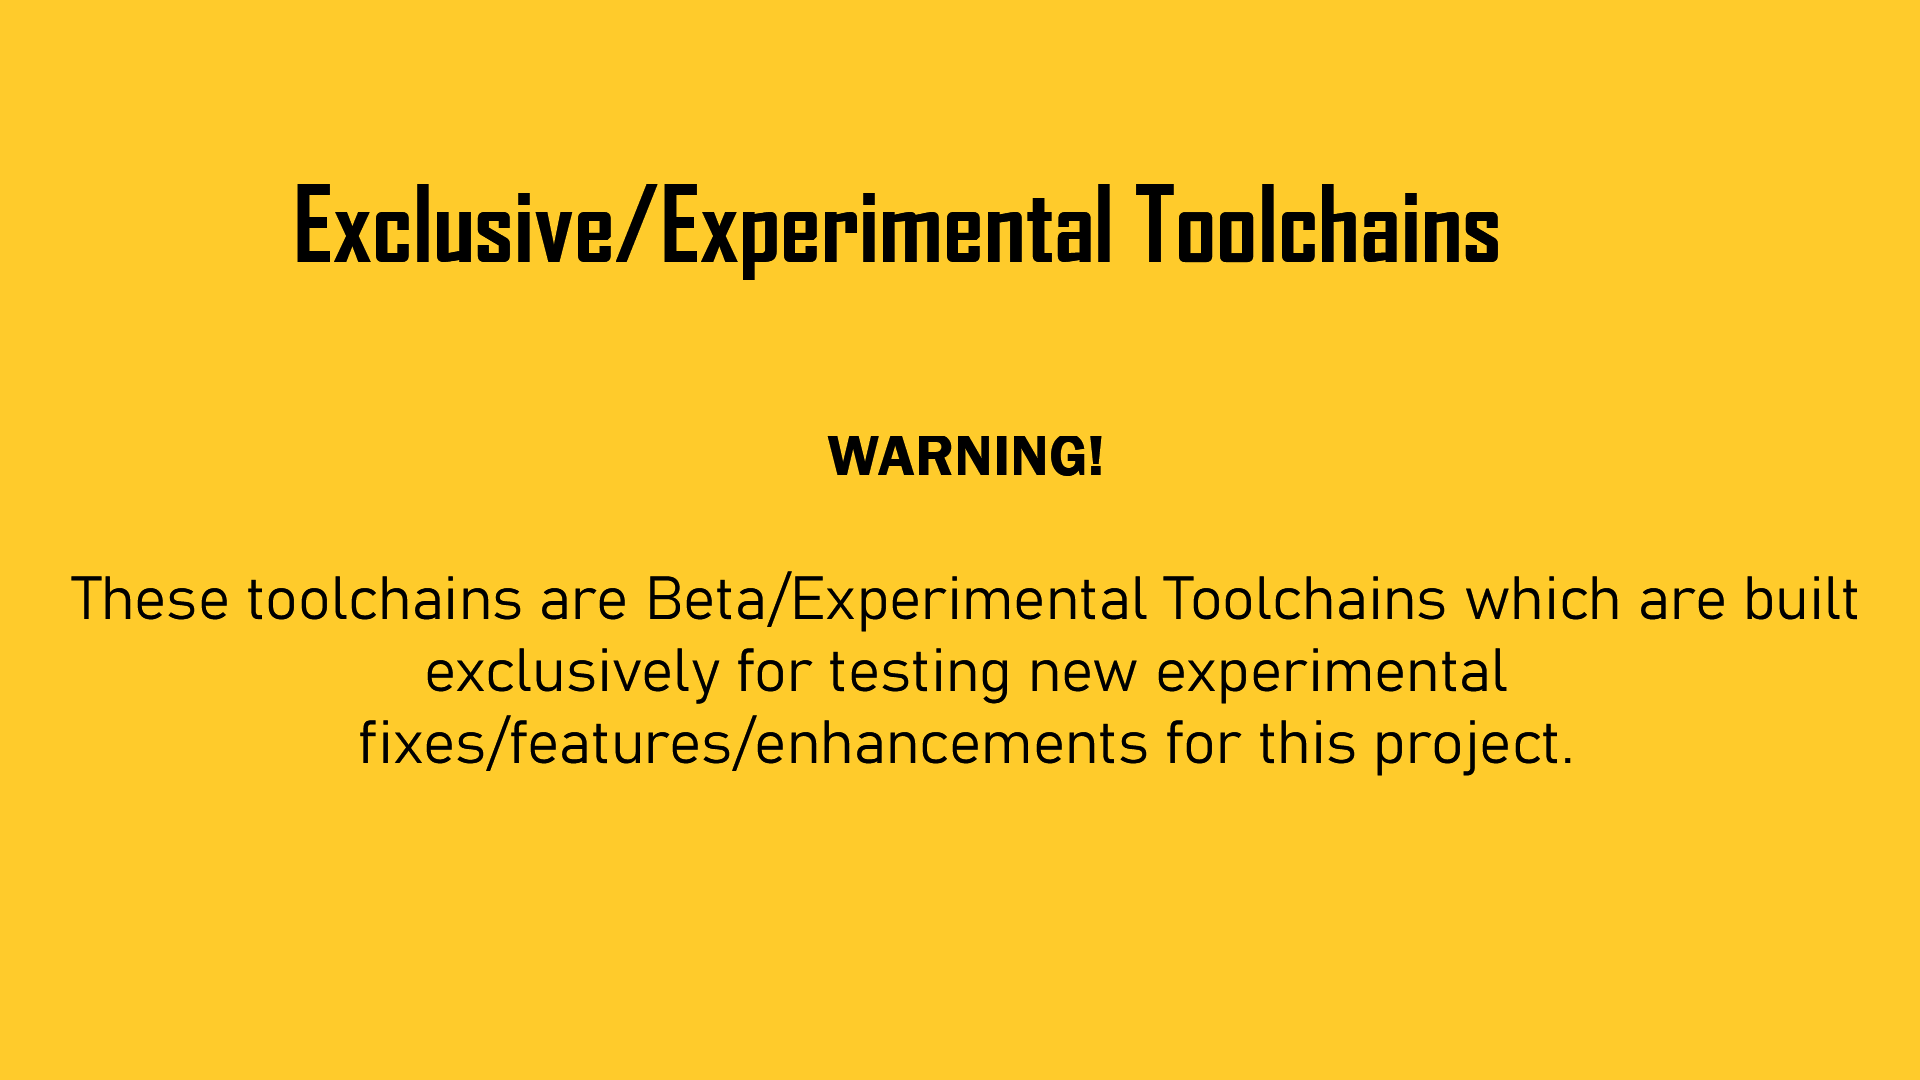 Exclusive/Experimental Toolchains
WARNING!
These toolchains are Beta/Experimental Toolchains which are built
exclusively for testing new experimental
fixes/features/enhancements for this project.